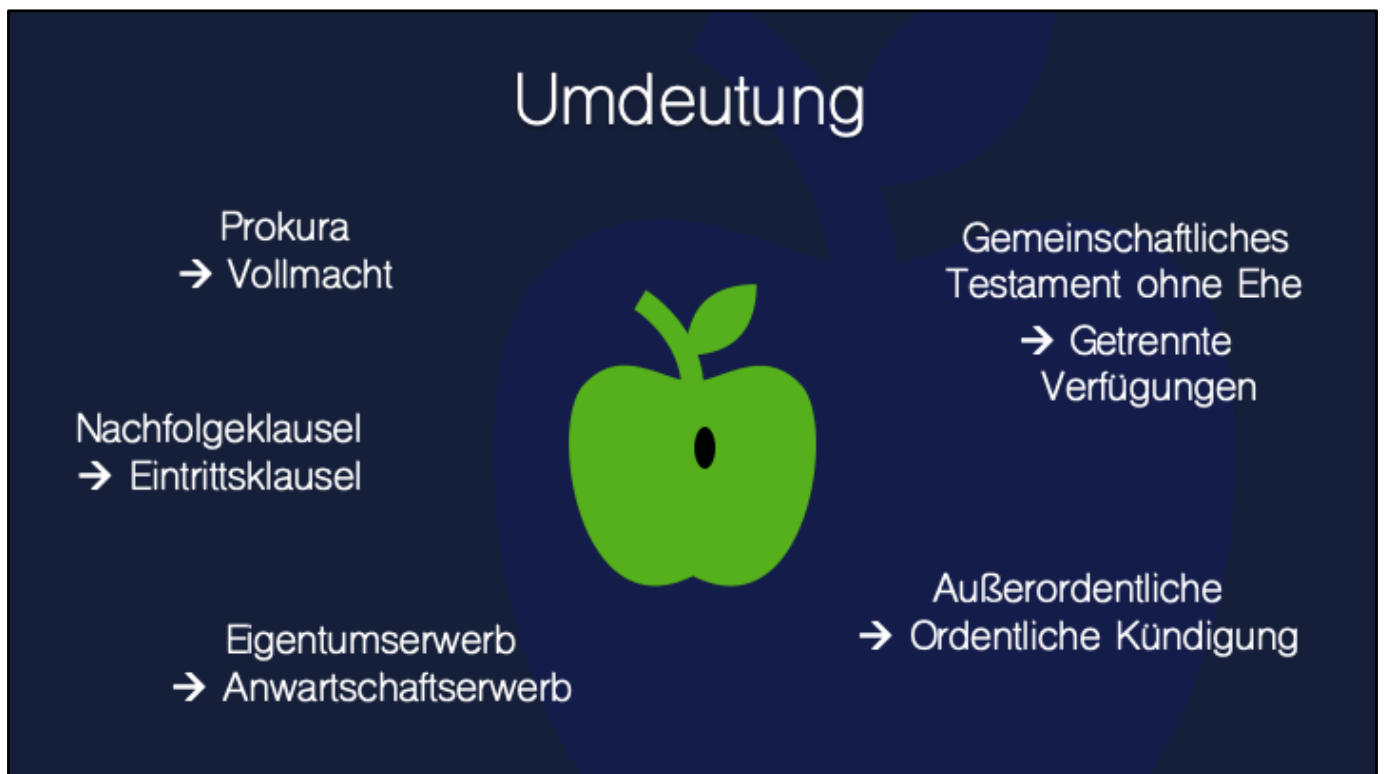 Umdeutung
Prokura
→ Vollmacht
Gemeinschaftliches
Testament ohne Ehe
→ Getrennte
Verfügungen
Nachfolgeklausel
→ Eintrittsklausel
Außerordentliche
→ Ordentliche Kündigung
Eigentumserwerb
→ Anwartschaftserwerb